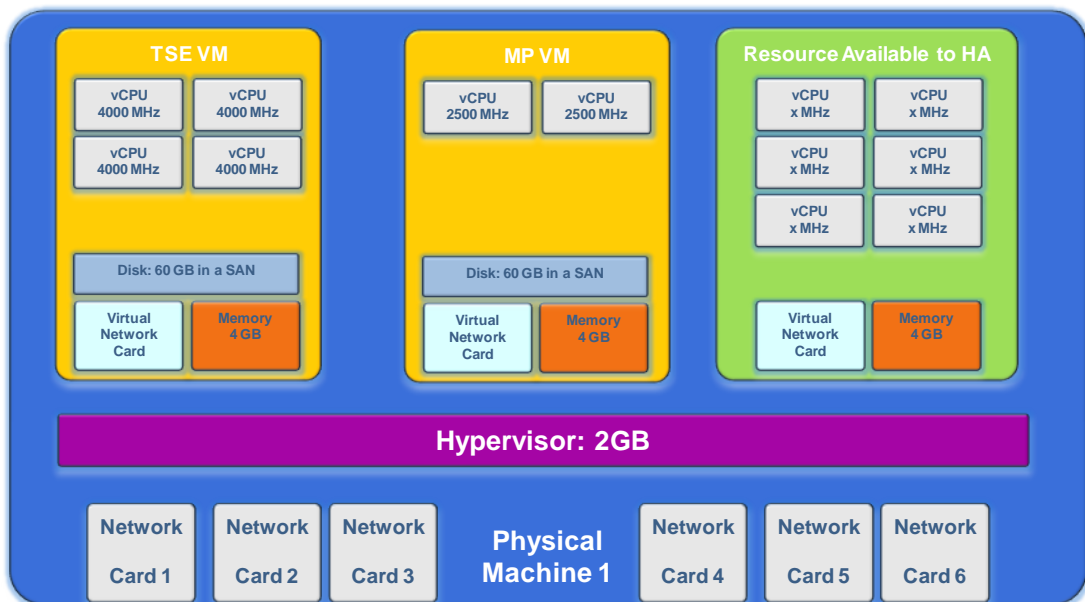 TSE VM
vCPU
4000 MHz
vCPU
4000 MHz
vCPU
4000 MHz
vCPU
4000 MHz
Disk: 60 GB in a SAN
Virtual
Network
Card
Memory
4 GB
MP VM
vCPU
2500 MHz
vCPU
2500 MHz
Disk: 60 GB in a SAN
Virtual
Network
Card
Memory
4 GB
Resource Available to HA
vCPU
x MHz
vCPU
x MHz
vCPU
x MHz
vCPU
x MHz
vCPU
x MHz
vCPU
x MHz
Virtual
Network
Card
Memory
4 GB
Hypervisor: 2GB
Network
Card 1
Network
Card 2
Network
Card 3
Physical
Machine 1
Network
Card 4
Network
Card 5
Network
Card 6